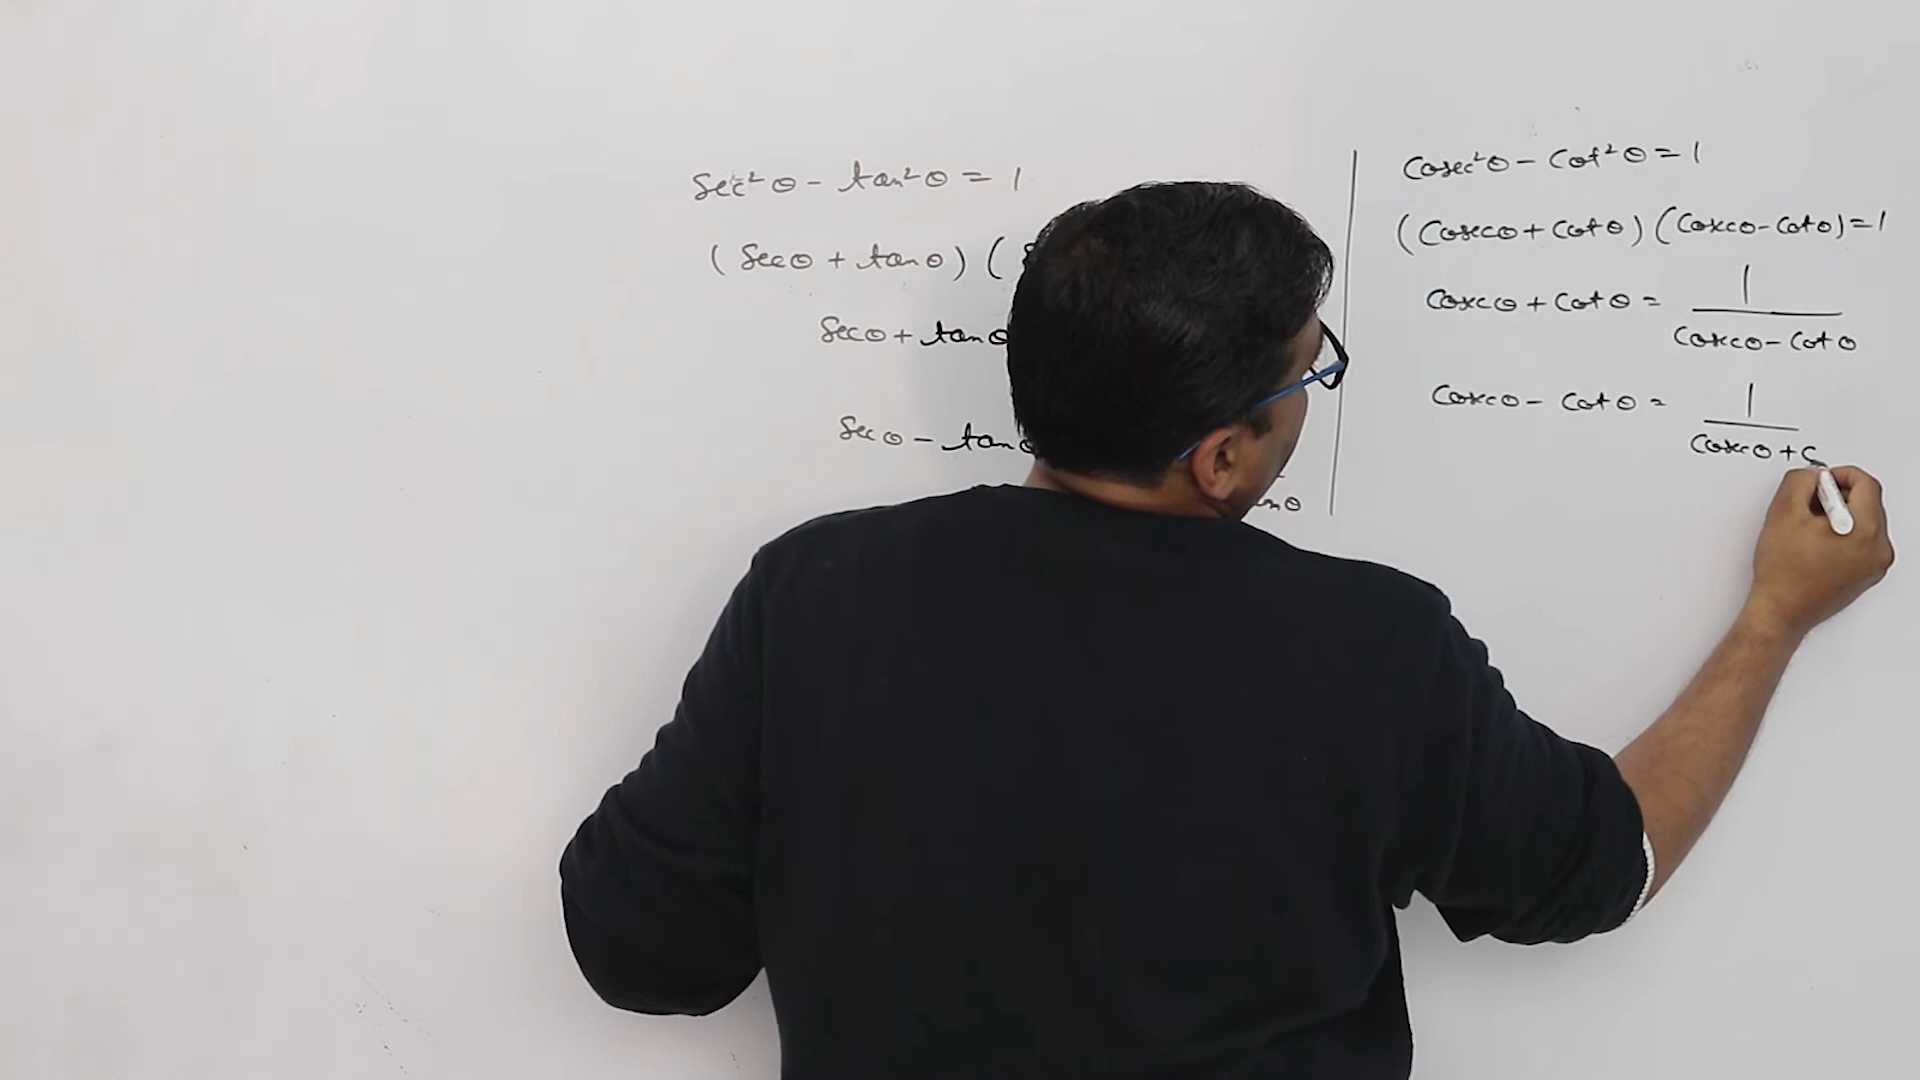 sec²θ - tan²θ = 1
(secθ + tanθ) (
secθ + tanθ
secθ - tan
θ
cosec²θ - cot²θ = 1
(cosecθ + cotθ) (cosecθ - cotθ) = 1
cosecθ + cotθ = 1
cosecθ - cotθ
cosecθ - cotθ = 1
cosecθ + c